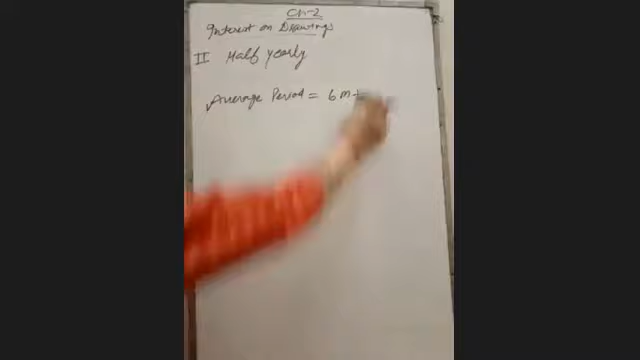 Ch-2
Interest on Drawings
II Half Yearly
Average Period = 6 m +